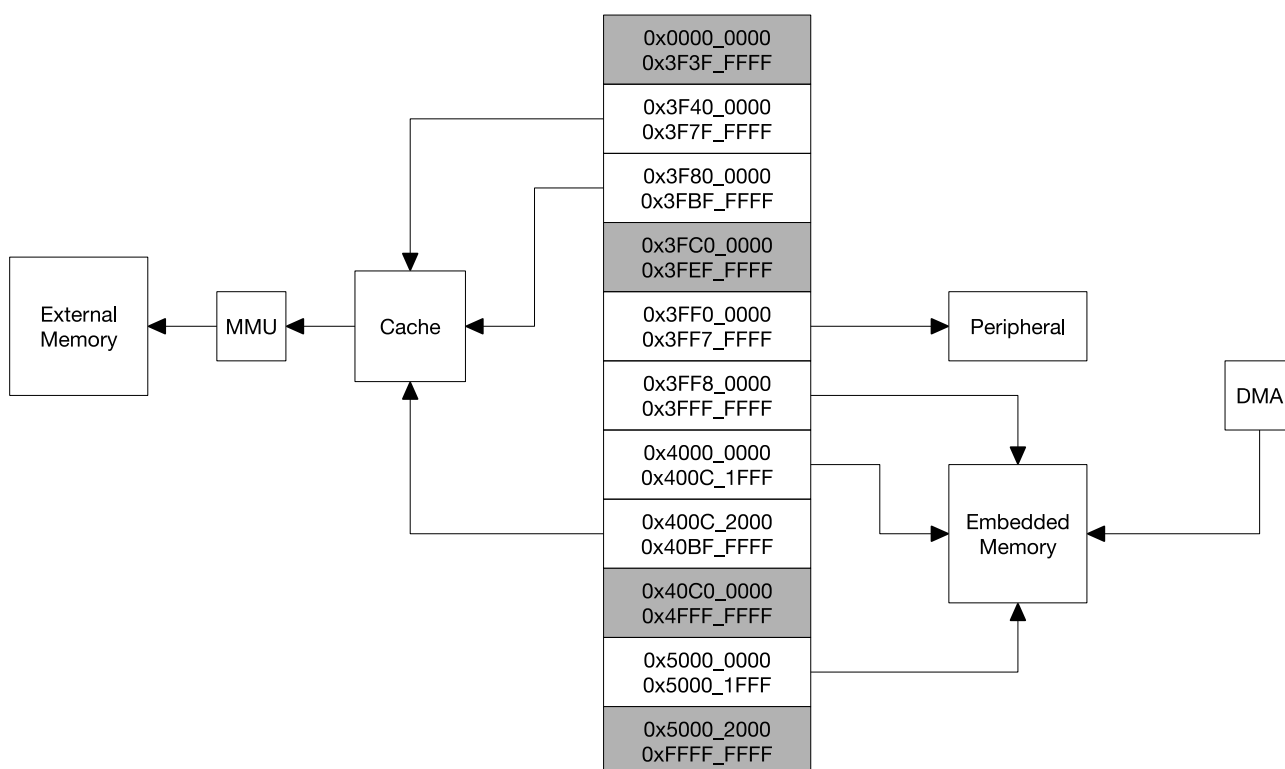 0x0000_0000
0x3F3F_FFFF
0x3F40_0000
0x3F7F_FFFF
0x3F80_0000
0x3FBF_FFFF
0x3FC0_0000
0x3FEF_FFFF
External
Memory
MMU
Cache
0x3FF0_0000
0x3FF7_FFFF
Peripheral
0x3FF8_0000
0x3FFF_FFFF
DMA
0x4000_0000
0x400C_1FFF
0x400C_2000
0x40BF_FFFF
Embedded
Memory
0x40C0_0000
0x4FFF_FFFF
0x5000_0000
0x5000_1FFF
0x5000_2000
0xFFFF_FFFF